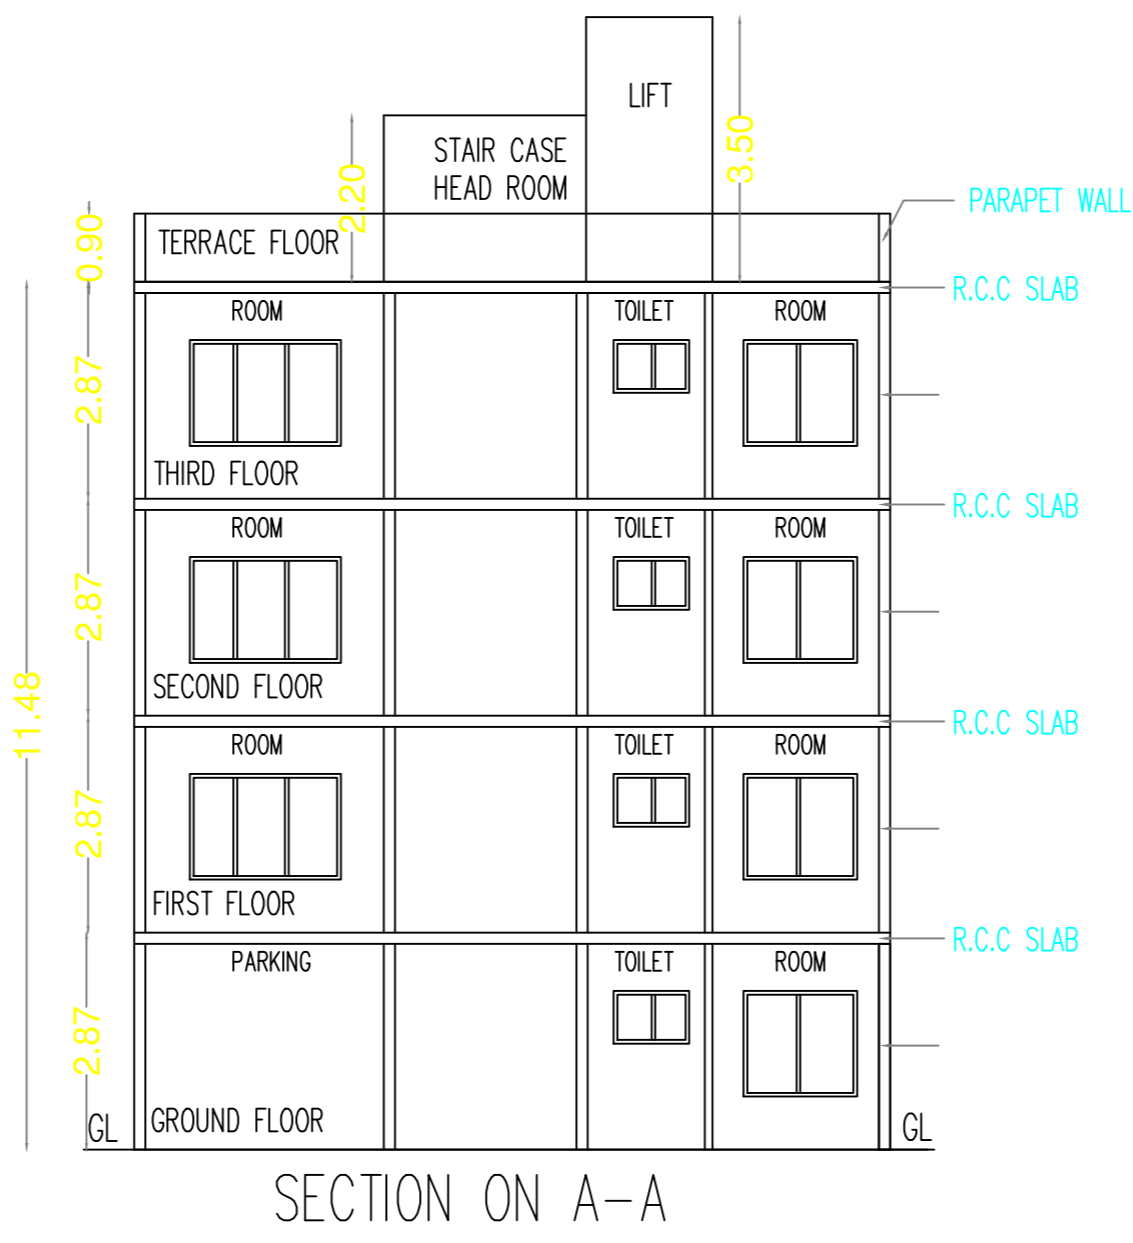 LIFT
3.50
STAIR CASE
HEAD ROOM
2.20
PARAPET WALL
0.90
TERRACE FLOOR
R.C.C SLAB
ROOM TOILET ROOM
2.87
THIRD FLOOR
R.C.C SLAB
ROOM TOILET ROOM
2.87
SECOND FLOOR
11.48
R.C.C SLAB
ROOM TOILET ROOM
2.87
FIRST FLOOR
R.C.C SLAB
PARKING TOILET ROOM
2.87
GROUND FLOOR
GL GL
SECTION ON A-A